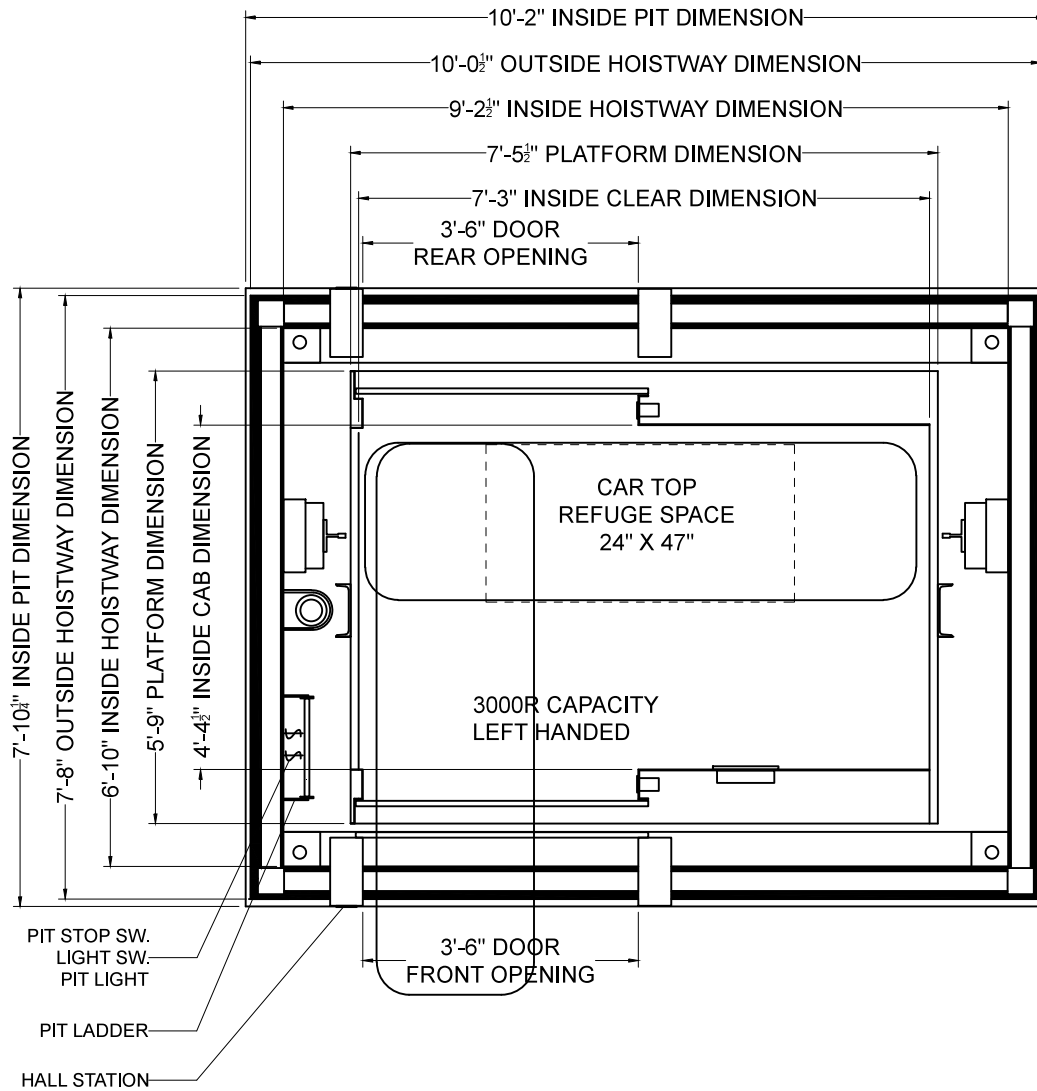 10'-2" INSIDE PIT DIMENSION
10'-0½" OUTSIDE HOISTWAY DIMENSION
9'-2½" INSIDE HOISTWAY DIMENSION
7'-5½" PLATFORM DIMENSION
7'-3" INSIDE CLEAR DIMENSION
3'-6" DOOR
REAR OPENING
7'-10¼" INSIDE PIT DIMENSION
7'-8" OUTSIDE HOISTWAY DIMENSION
6'-10" INSIDE HOISTWAY DIMENSION
5'-9" PLATFORM DIMENSION
4'-4½" INSIDE CAB DIMENSION
CAR TOP
REFUGE SPACE
24" X 47"
3000R CAPACITY
LEFT HANDED
3'-6" DOOR
FRONT OPENING
PIT STOP SW.
LIGHT SW.
PIT LIGHT
PIT LADDER
HALL STATION